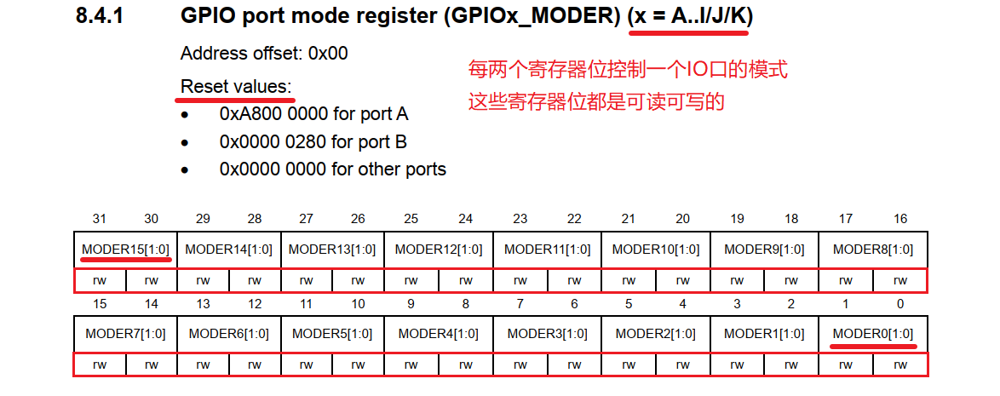 8.4.1 GPIO port mode register (GPIOx_MODER) (x = A..I/J/K)
Address offset: 0x00
每两个寄存器位控制一个IO口的模式
Reset values:
这些寄存器位都是可读可写的
• 0xA800 0000 for port A
• 0x0000 0280 for port B
• 0x0000 0000 for other ports
31 30 29 28 27 26 25 24 23 22 21 20 19 18 17 16
MODER15[1:0] MODER14[1:0] MODER13[1:0] MODER12[1:0] MODER11[1:0] MODER10[1:0] MODER9[1:0] MODER8[1:0]
rw rw rw rw rw rw rw rw rw rw rw rw rw rw rw rw
15 14 13 12 11 10 9 8 7 6 5 4 3 2 1 0
MODER7[1:0] MODER6[1:0] MODER5[1:0] MODER4[1:0] MODER3[1:0] MODER2[1:0] MODER1[1:0] MODER0[1:0]
rw rw rw rw rw rw rw rw rw rw rw rw rw rw rw rw